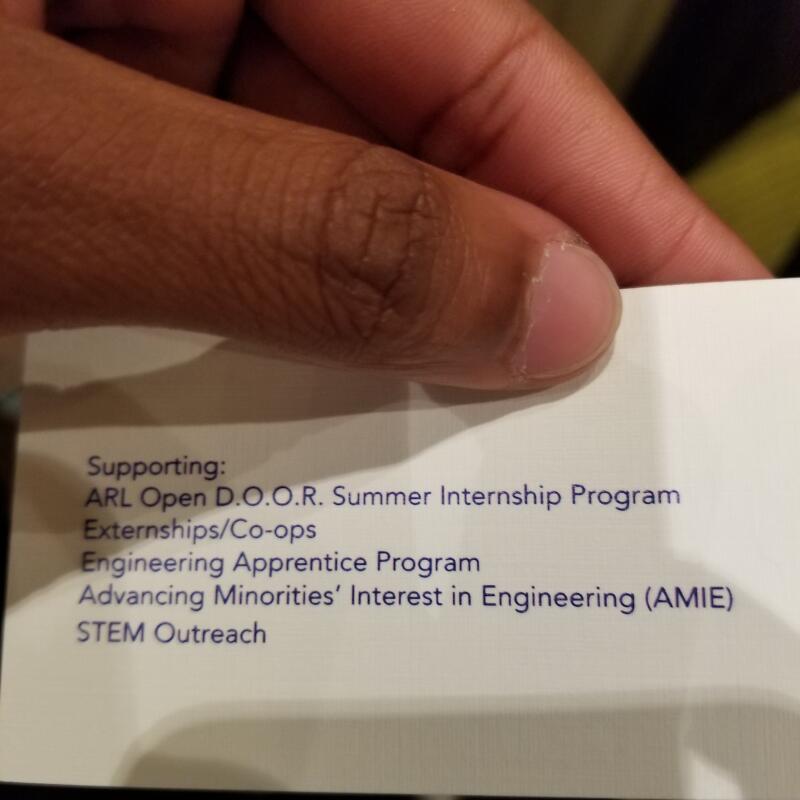 Supporting:
ARL Open D.O.O.R. Summer Internship Program
Externships/Co-ops
Engineering Apprentice Program
Advancing Minorities' Interest in Engineering (AMIE)
STEM Outreach